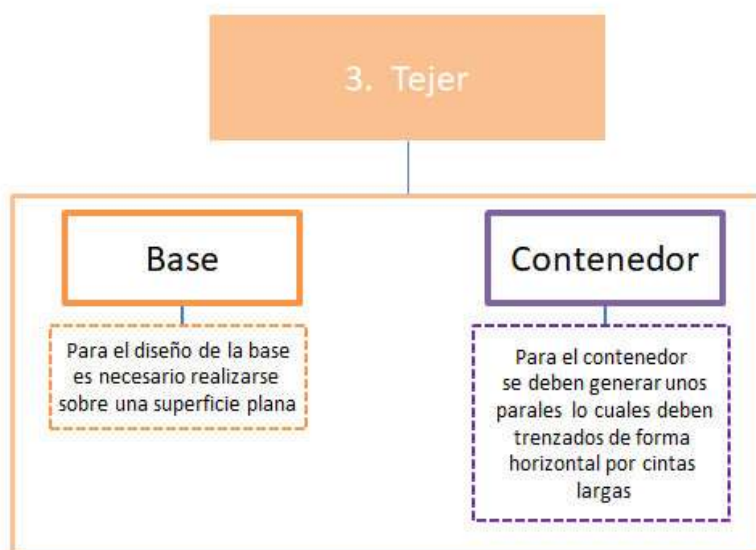 3. Tejer
Base
Para el diseño de la base
es necesario realizarse
sobre una superficie plana
Contenedor
Para el contenedor
se deben generar unos
parales lo cuales deben
trenzados de forma
horizontal por cintas
largas